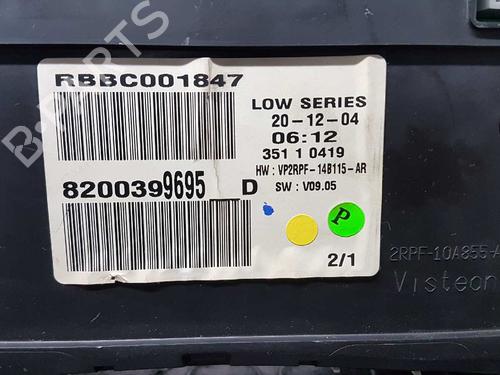 RBBC001847
LOW SERIES
20-12-04
06:12
351 1 0419
HW : VP2RPF-14B115-AR
SW : V09.05
8200399695__D
P
2/1
2RPF-10A855-A
Visteon
B-PARTS